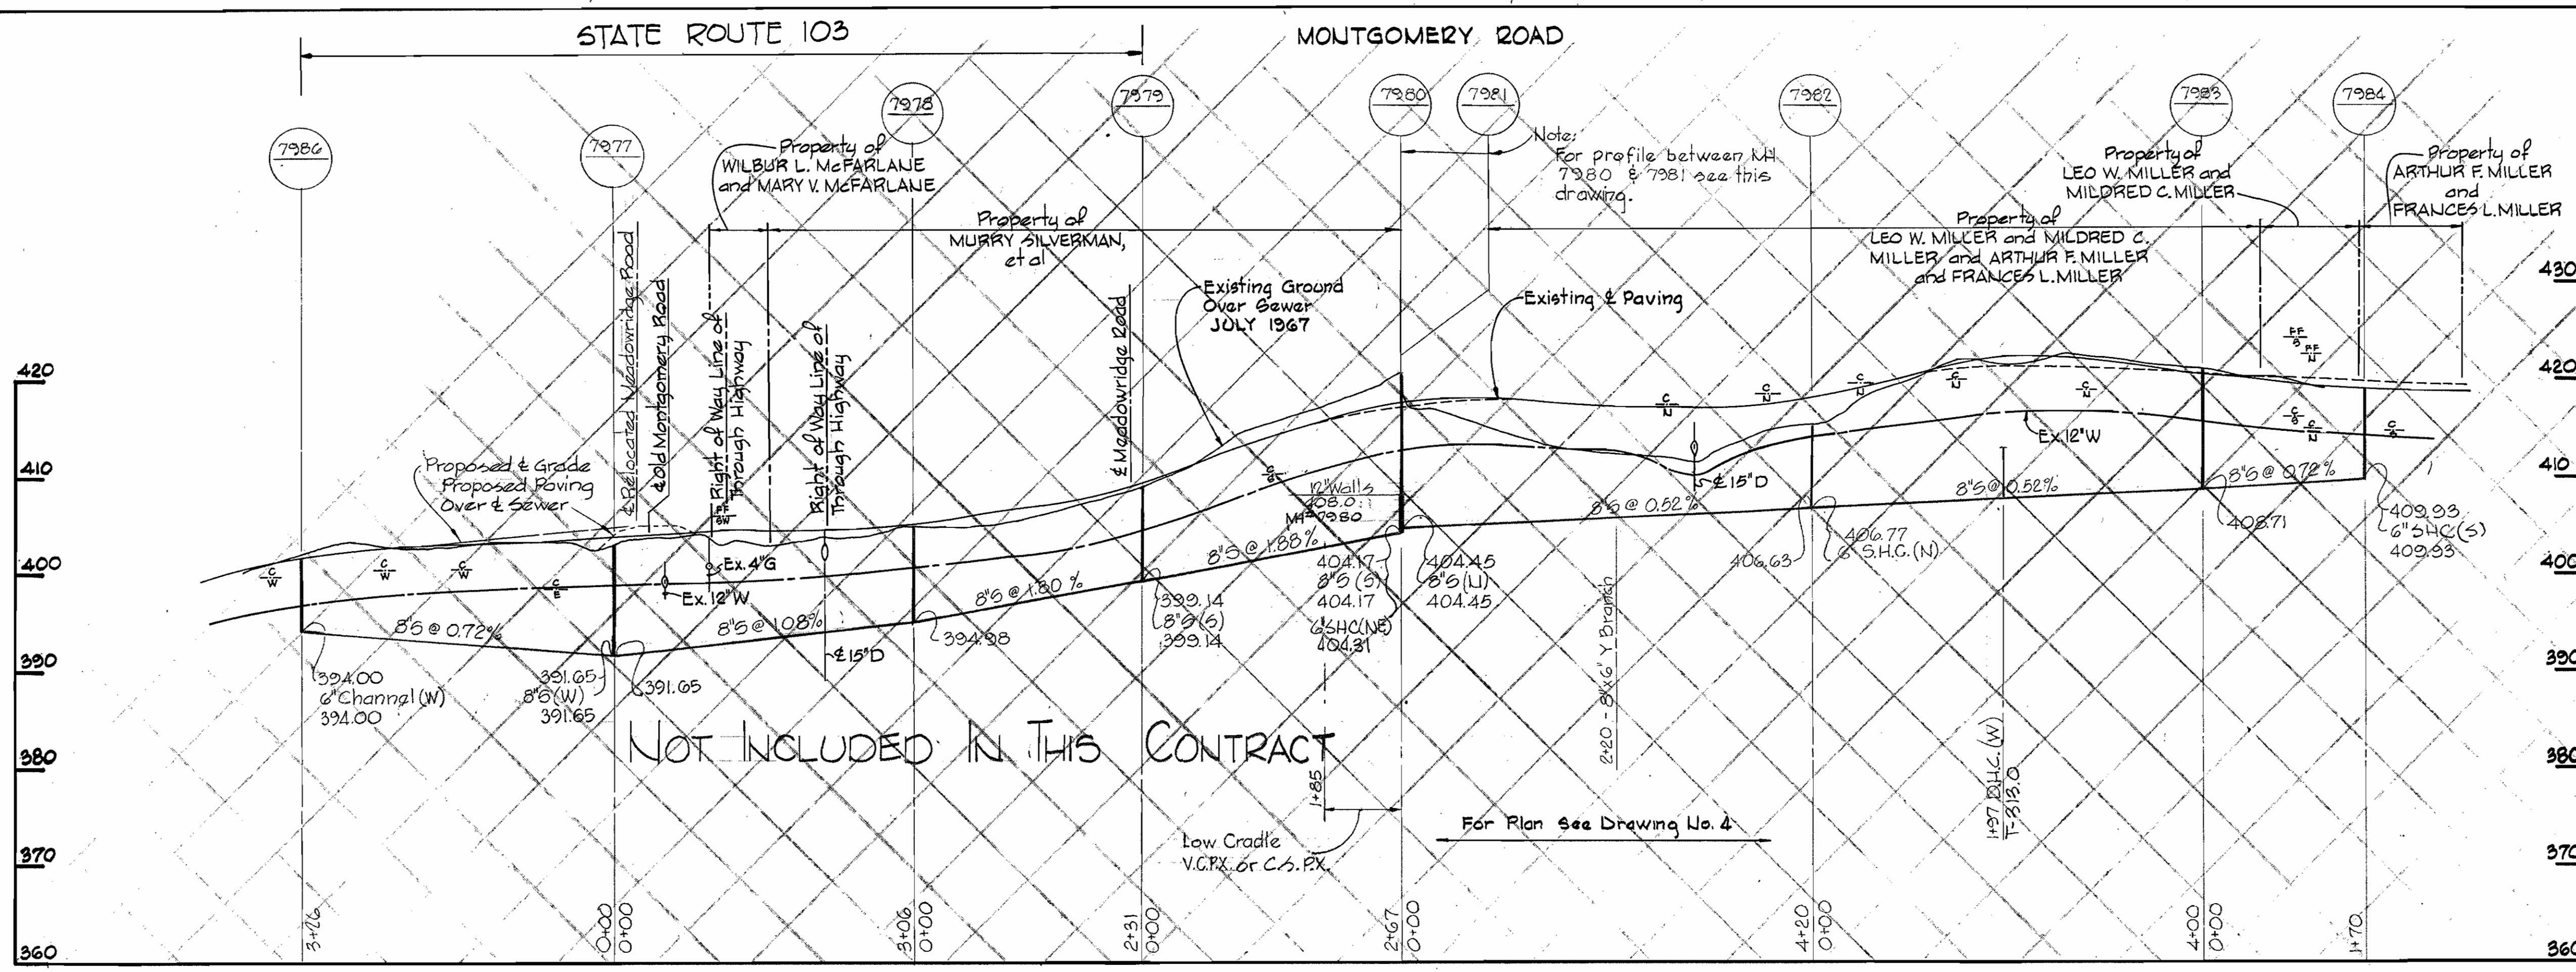 STATE ROUTE 103
MONTGOMERY ROAD
7986
7977
7978
7979
7980
7981
7982
7983
7984
Property of
WILBUR L. McFARLANE
and MARY V. McFARLANE
Property of
MURRY SILVERMAN,
et al
Note:
For profile between MH
7980 & 7981 see this
drawing.
Property of
LEO W. MILLER and
MILDRED C. MILLER
Property of
ARTHUR F. MILLER
and
FRANCES L. MILLER
Property of
LEO W. MILLER and MILDRED C.
MILLER and ARTHUR F. MILLER
and FRANCES L. MILLER
℄ Relocated Meadowridge Road
℄ Old Montgomery Road
Right of Way Line of
Through Highway
Right of Way Line of
Through Highway
℄ Meadowridge Road
Existing Ground
Over Sewer
JULY 1967
Existing ℄ Paving
Proposed ℄ Grade
Proposed Paving
Over ℄ Sewer
430
420
410
400
390
380
370
360
430
420
410
400
390
380
370
360
C W
C W
C W
C E
FF SW
C S
C N
C N
C N
C N
C N
FF S
FF N
C S
C N
C S
Ex. 4"G
Ex. 12"W
℄ 15"D
℄ 15"D
Ex. 12"W
8"S @ 0.72%
8"S @ 1.08%
8"S @ 1.80 %
8"S @ 1.88%
8"S @ 0.52%
8"S @ 0.52%
8"S @ 0.72%
12" Walls
408.0
MH 7980
394.00
6" Channel (W)
394.00
391.65
8"S (W)
391.65
391.65
394.98
399.14
8"S (S)
399.14
404.17
8"S (S)
404.17
6"SHC(NE)
404.31
404.45
8"S (N)
404.45
406.63
406.77
6" S.H.C. (N)
408.71
409.93
6" SHC (S)
409.93
NOT INCLUDED IN THIS CONTRACT
2+20 - 8"x6" Y Branch
1+97 D.H.C. (W)
T-313.0
1+85
Low Cradle
V.C.P.X. or C.S.P.X.
For Plan See Drawing No. 4
3+26
0+00
0+00
3+06
0+00
2+31
0+00
2+67
0+00
4+20
0+00
4+00
0+00
1+70